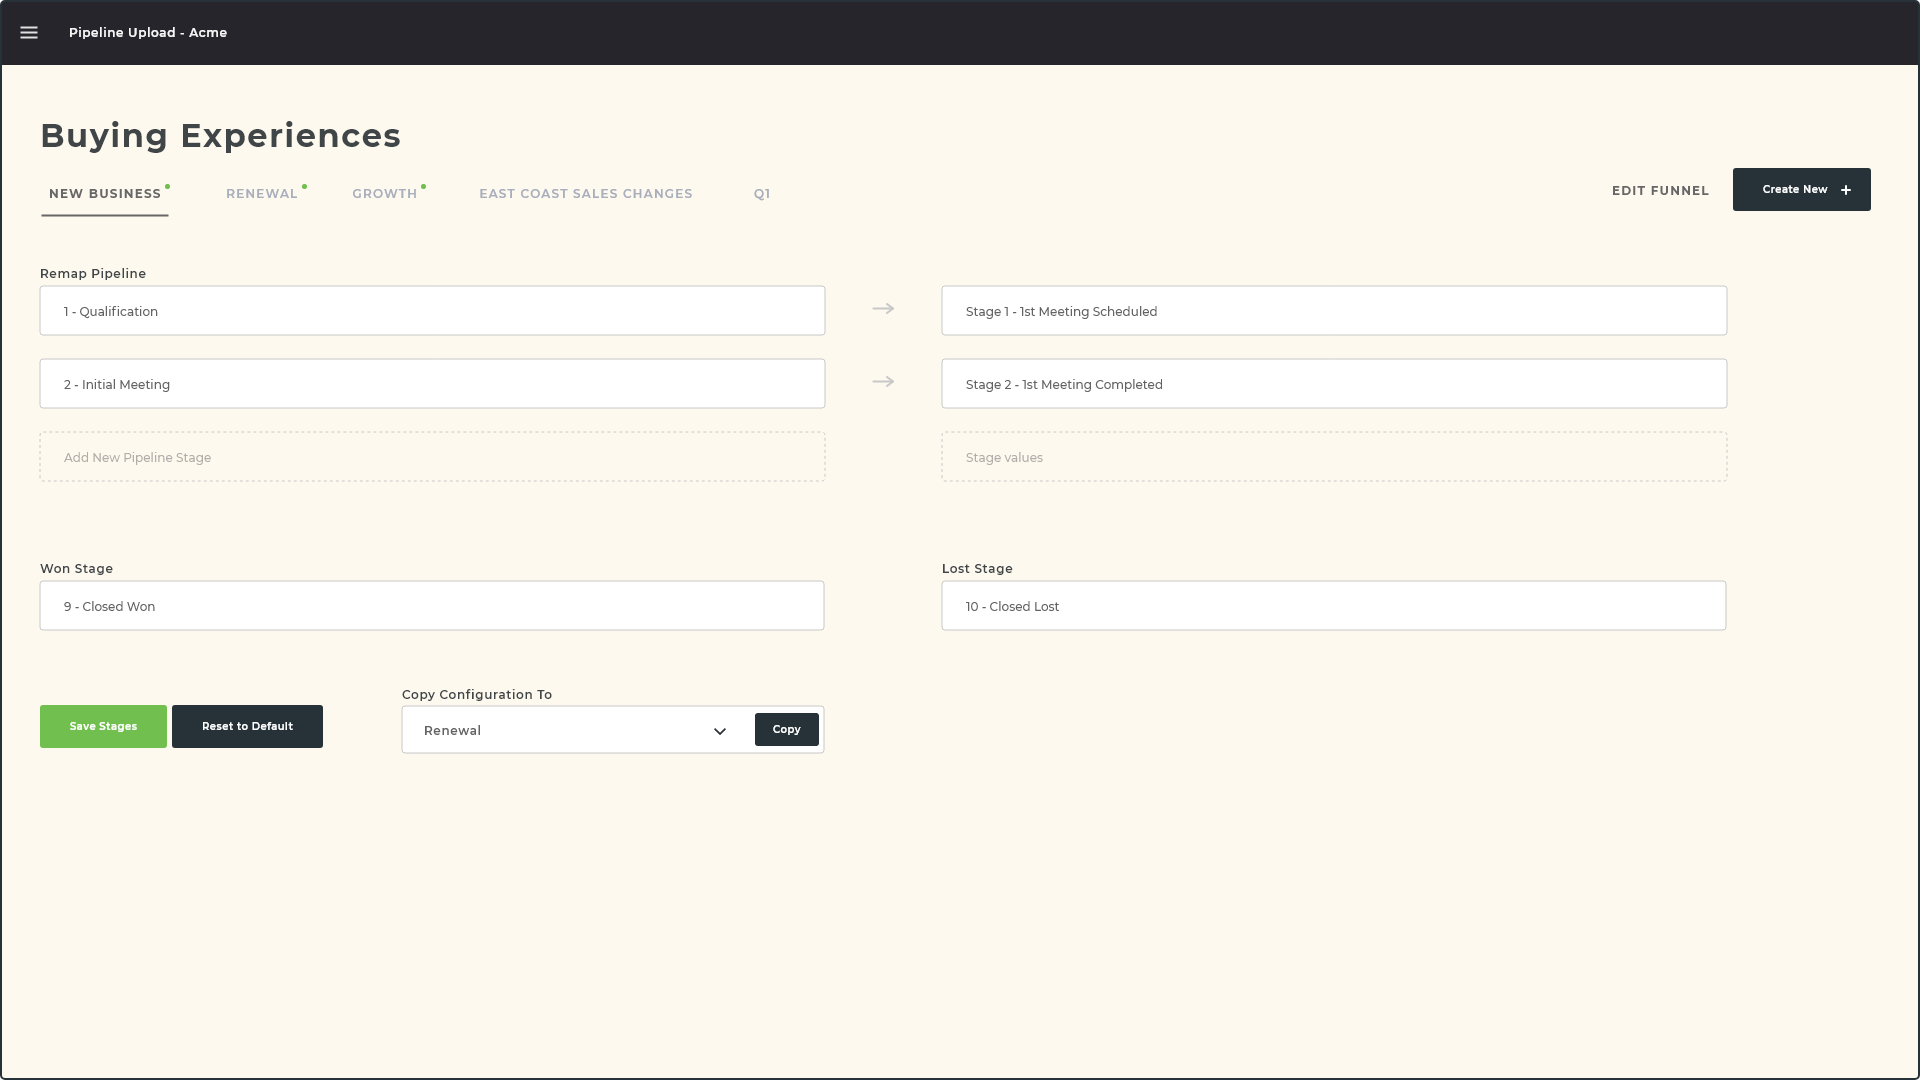 Pipeline Upload - Acme
Buying Experiences
NEW BUSINESS RENEWAL GROWTH EAST COAST SALES CHANGES Q1 EDIT FUNNEL Create New +
Remap Pipeline
1 - Qualification Stage 1 - 1st Meeting Scheduled
2 - Initial Meeting Stage 2 - 1st Meeting Completed
Add New Pipeline Stage Stage values
Won Stage Lost Stage
9 - Closed Won 10 - Closed Lost
Copy Configuration To
Save Stages Reset to Default Renewal Copy